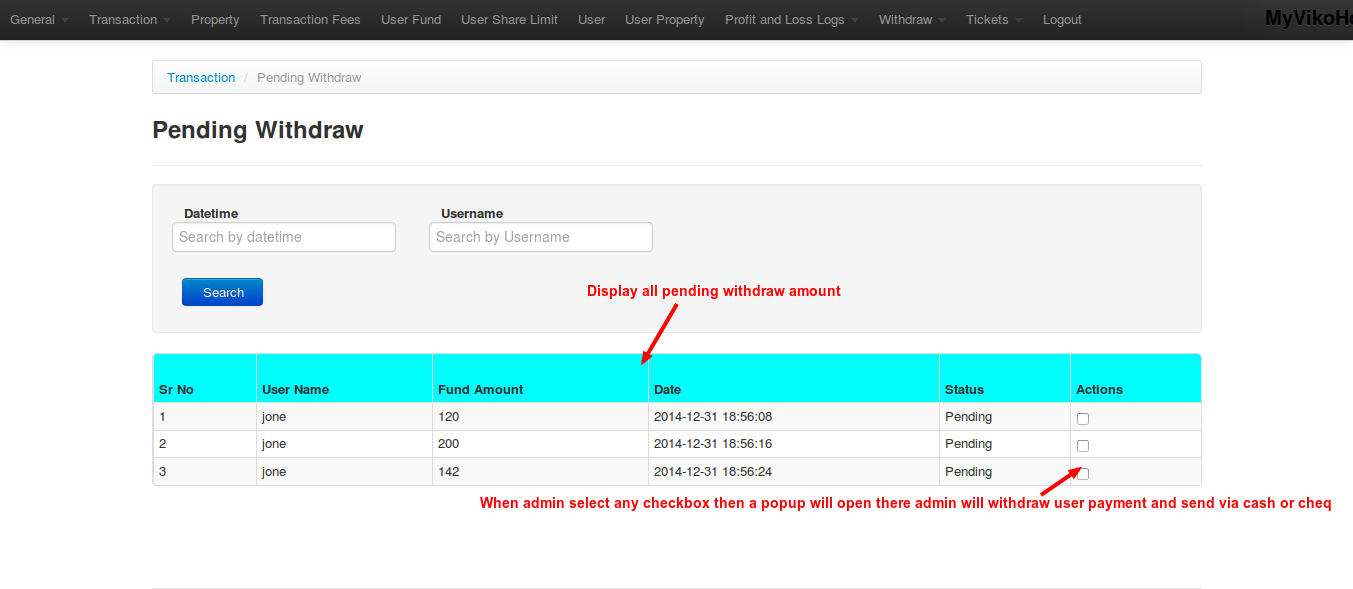 General Transaction Property Transaction Fees User Fund User Share Limit User User Property Profit and Loss Logs Withdraw Tickets Logout MyVikoHo
Transaction / Pending Withdraw
Pending Withdraw
Datetime Username
Search by datetime Search by Username
Search
Display all pending withdraw amount
Sr No User Name Fund Amount Date Status Actions
1 jone 120 2014-12-31 18:56:08 Pending
2 jone 200 2014-12-31 18:56:16 Pending
3 jone 142 2014-12-31 18:56:24 Pending
When admin select any checkbox then a popup will open there admin will withdraw user payment and send via cash or cheq